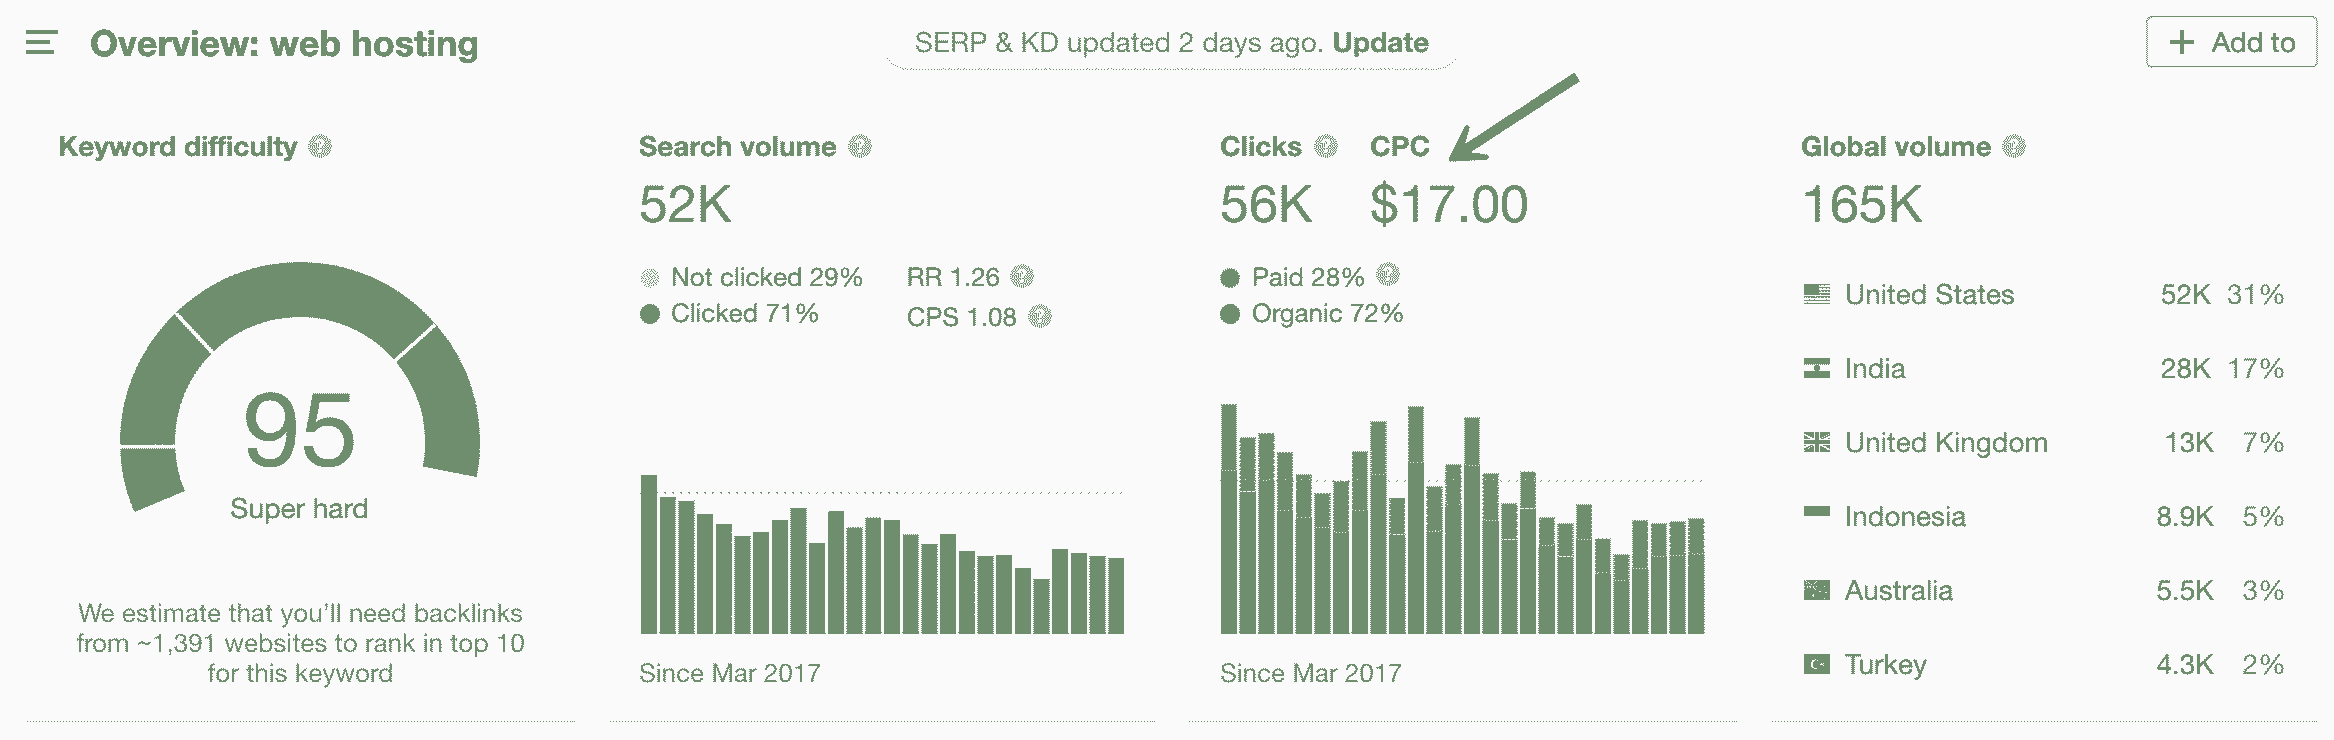 Overview: web hosting
SERP & KD updated 2 days ago. Update
+ Add to
Keyword difficulty
95
Super hard
We estimate that you'll need backlinks
from ~1,391 websites to rank in top 10
for this keyword
Search volume
52K
Not clicked 29% RR 1.26
Clicked 71% CPS 1.08
Since Mar 2017
Clicks CPC
56K $17.00
Paid 28%
Organic 72%
Since Mar 2017
Global volume
165K
United States 52K 31%
India 28K 17%
United Kingdom 13K 7%
Indonesia 8.9K 5%
Australia 5.5K 3%
Turkey 4.3K 2%